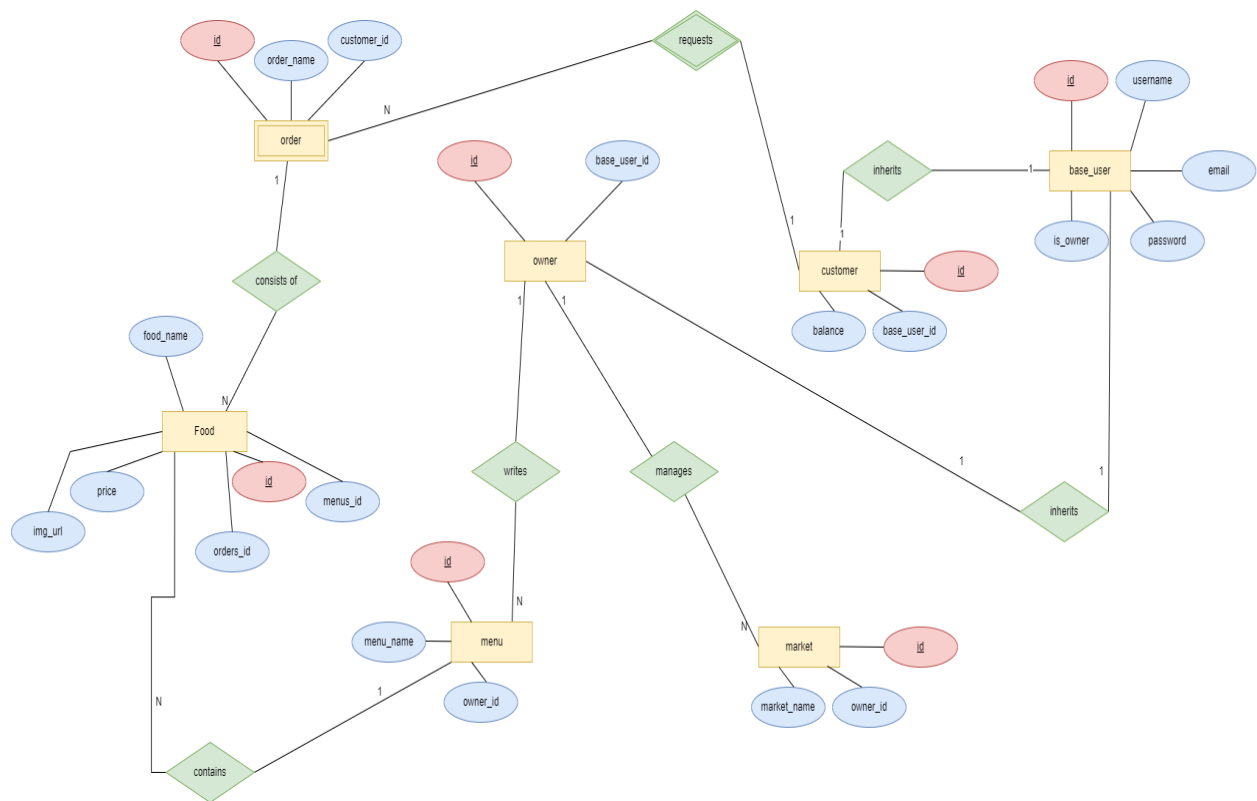 customer_id
id
order_name
requests
id
username
N
order
id
base_user_id
1
inherits
1
base_user
email
1
1
1
is_owner
password
owner
customer
id
consists of
1
1
balance
base_user_id
food_name
N
Food
1
1
writes
manages
price
id
menus_id
img_url
orders_id
inherits
id
N
N
menu_name
menu
market
id
1
owner_id
market_name
owner_id
N
contains